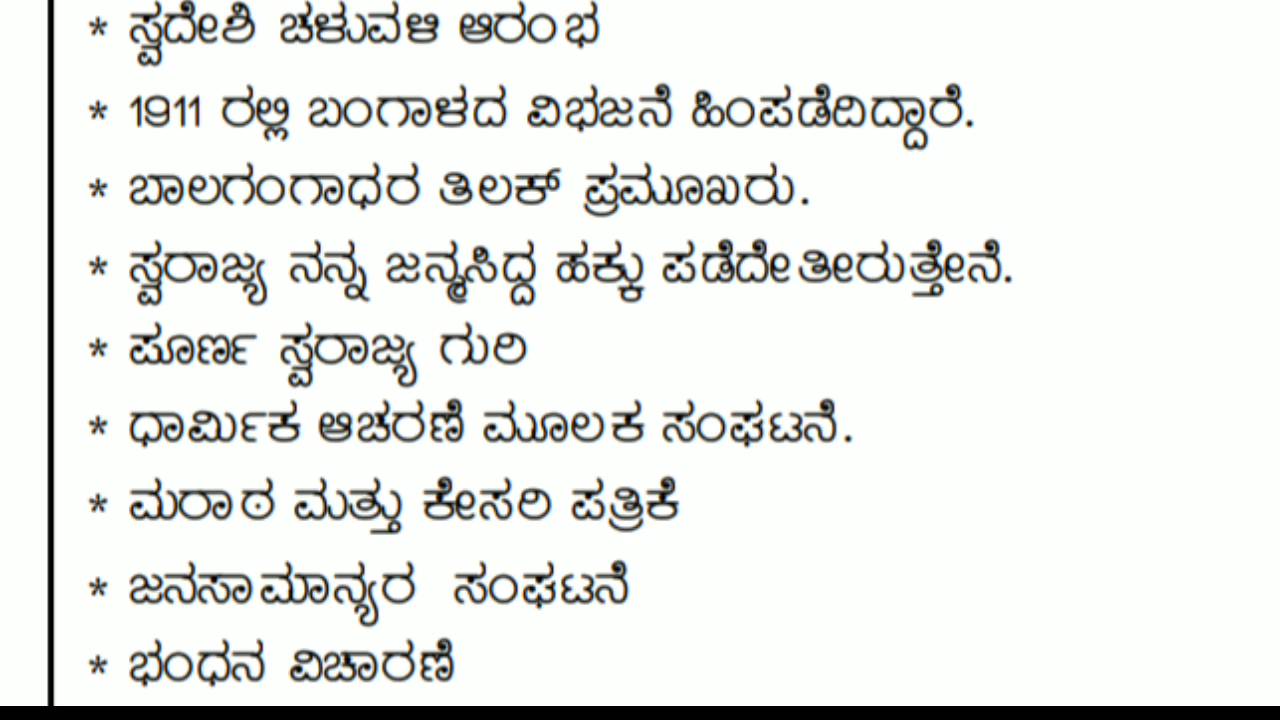 * ಸ್ವದೇಶಿ ಚಳುವಳಿ ಆರಂಭ
* 1911 ರಲ್ಲಿ ಬಂಗಾಳದ ವಿಭಜನೆ ಹಿಂಪಡೆದಿದ್ದಾರೆ.
* ಬಾಲಗಂಗಾಧರ ತಿಲಕ್ ಪ್ರಮೂಖರು.
* ಸ್ವರಾಜ್ಯ ನನ್ನ ಜನ್ಮಸಿದ್ದ ಹಕ್ಕು ಪಡೆದೇತೀರುತ್ತೇನೆ.
* ಪೂರ್ಣ ಸ್ವರಾಜ್ಯ ಗುರಿ
* ಧಾರ್ಮಿಕ ಆಚರಣೆ ಮೂಲಕ ಸಂಘಟನೆ.
* ಮರಾಠ ಮತ್ತು ಕೇಸರಿ ಪತ್ರಿಕೆ
* ಜನಸಾಮಾನ್ಯರ ಸಂಘಟನೆ
* ಭಂಧನ ವಿಚಾರಣೆ